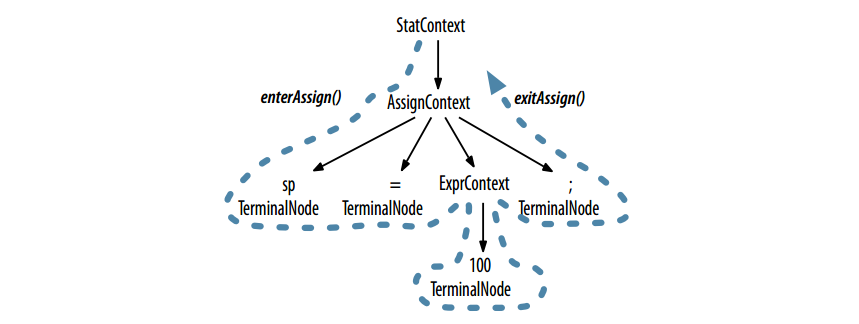 StatContext
enterAssign()
AssignContext
exitAssign()
sp
TerminalNode
=
TerminalNode
ExprContext
;
TerminalNode
100
TerminalNode